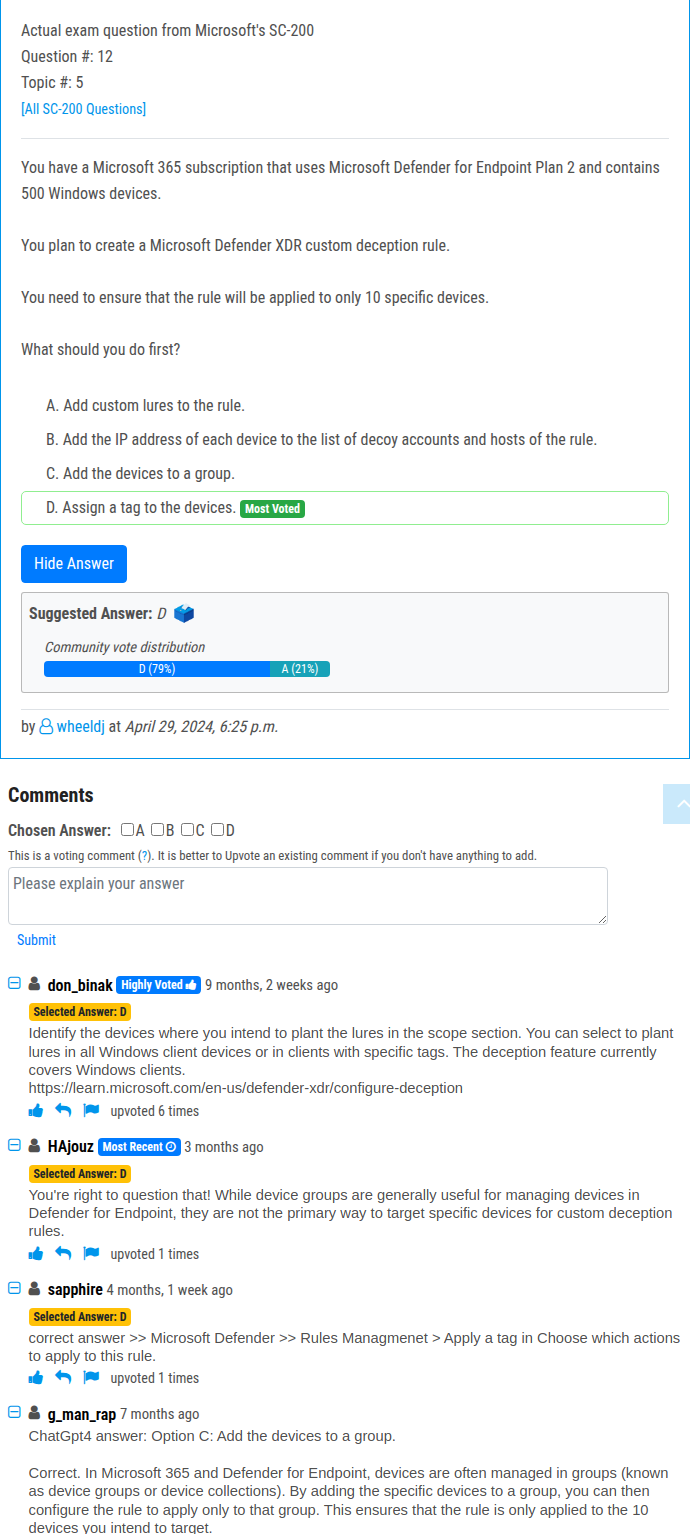 Actual exam question from Microsoft's SC-200
Question #: 12
Topic #: 5
[All SC-200 Questions]
You have a Microsoft 365 subscription that uses Microsoft Defender for Endpoint Plan 2 and contains
500 Windows devices.
You plan to create a Microsoft Defender XDR custom deception rule.
You need to ensure that the rule will be applied to only 10 specific devices.
What should you do first?
A. Add custom lures to the rule.
B. Add the IP address of each device to the list of decoy accounts and hosts of the rule.
C. Add the devices to a group.
D. Assign a tag to the devices. Most Voted
Hide Answer
Suggested Answer: D
Community vote distribution
D (79%) A (21%)
by wheeldj at April 29, 2024, 6:25 p.m.
Comments
Chosen Answer: A B C D
This is a voting comment (?). It is better to Upvote an existing comment if you don't have anything to add.
Please explain your answer
Submit
don_binak Highly Voted 9 months, 2 weeks ago
Selected Answer: D
Identify the devices where you intend to plant the lures in the scope section. You can select to plant
lures in all Windows client devices or in clients with specific tags. The deception feature currently
covers Windows clients.
https://learn.microsoft.com/en-us/defender-xdr/configure-deception
upvoted 6 times
HAjouz Most Recent 3 months ago
Selected Answer: D
You're right to question that! While device groups are generally useful for managing devices in
Defender for Endpoint, they are not the primary way to target specific devices for custom deception
rules.
upvoted 1 times
sapphire 4 months, 1 week ago
Selected Answer: D
correct answer >> Microsoft Defender >> Rules Managmenet > Apply a tag in Choose which actions
to apply to this rule.
upvoted 1 times
g_man_rap 7 months ago
ChatGpt4 answer: Option C: Add the devices to a group.
Correct. In Microsoft 365 and Defender for Endpoint, devices are often managed in groups (known
as device groups or device collections). By adding the specific devices to a group, you can then
configure the rule to apply only to that group. This ensures that the rule is only applied to the 10
devices you intend to target.